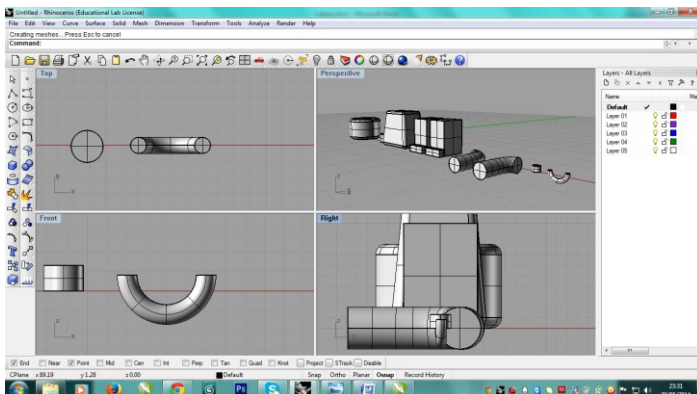 Untitled - Rhinoceros (Educational Lab License)
File Edit View Curve Surface Solid Mesh Dimension Transform Tools Analyze Render Help
Creating meshes... Press Esc to cancel
Command:
Top
Perspective
Layers - All Layers
Name
Default
Layer 01
Layer 02
Layer 03
Layer 04
Layer 05
Front
Right
End Near Point Mid Cen Int Perp Tan Quad Knot Project STrack Disable
CPlane x 89.19 y 1.28 z 0.00 Default Snap Ortho Planar Osnap Record History
23:31